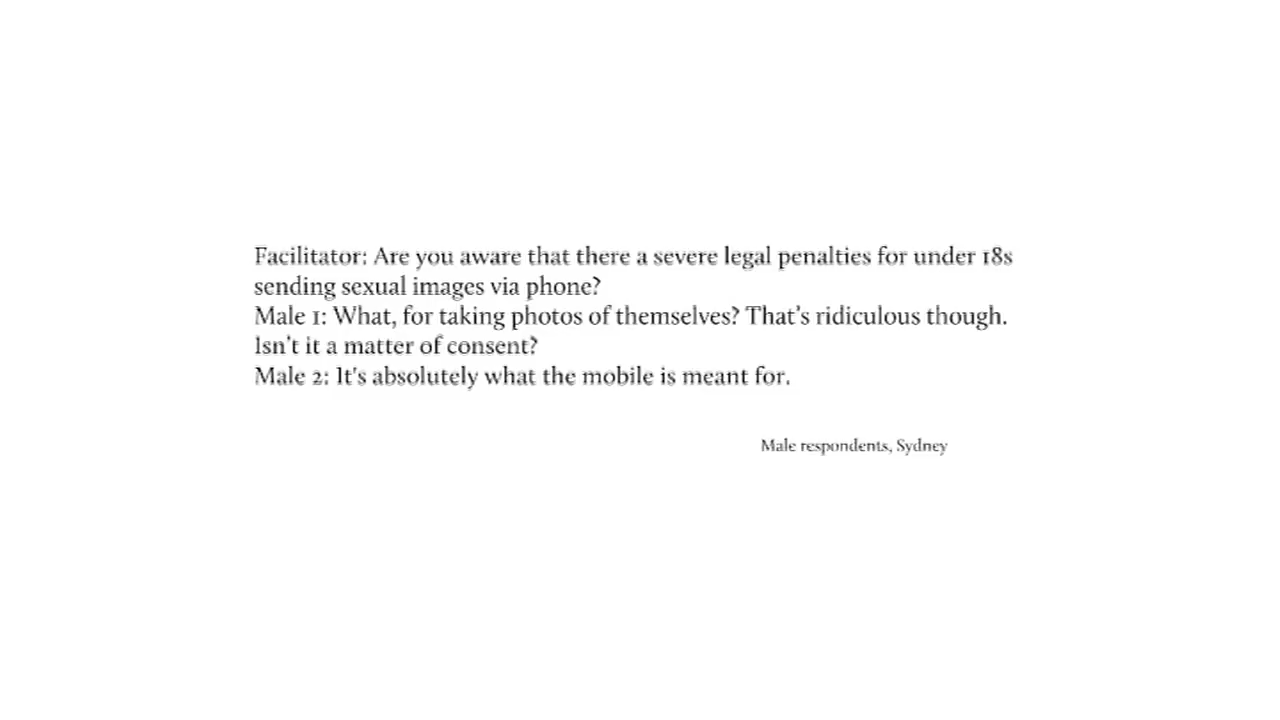 Facilitator: Are you aware that there a severe legal penalties for under 18s
sending sexual images via phone?
Male 1: What, for taking photos of themselves? That's ridiculous though.
Isn't it a matter of consent?
Male 2: It's absolutely what the mobile is meant for.
Male respondents, Sydney